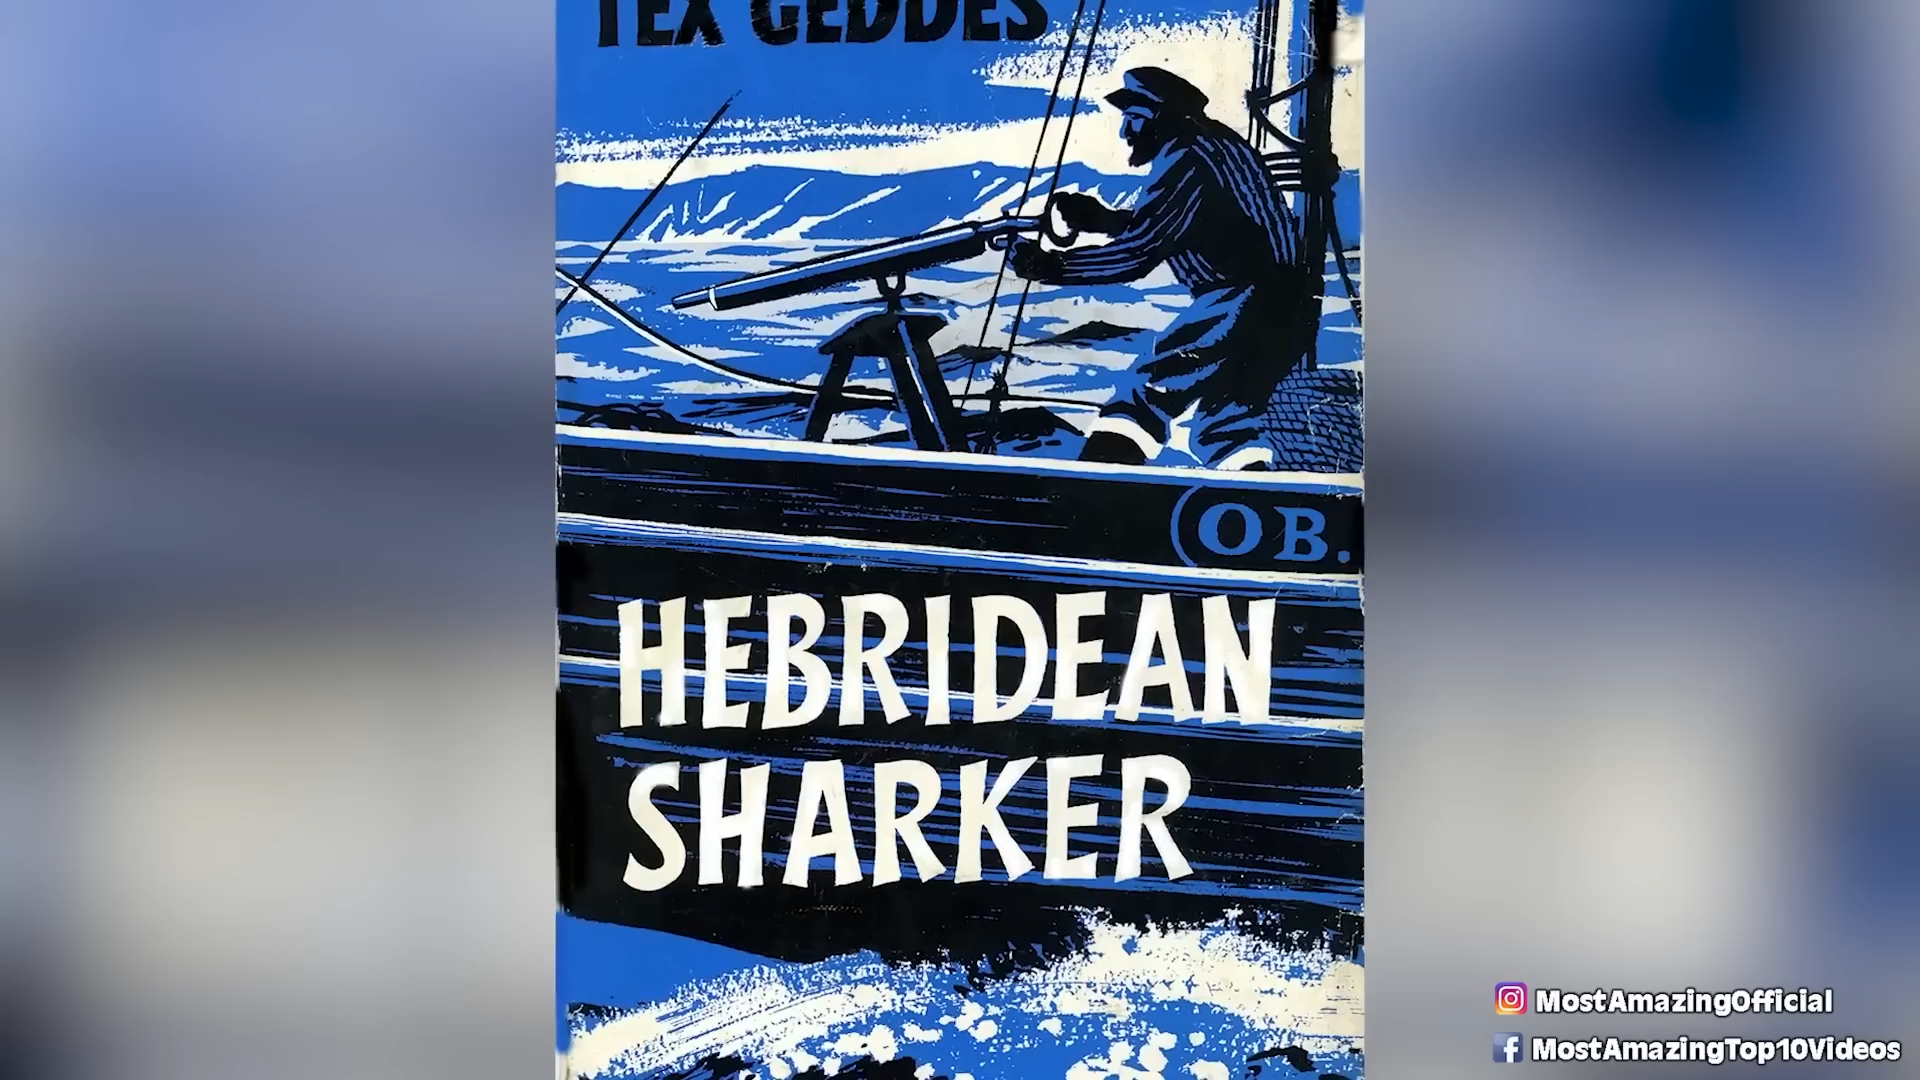 TEX GEDDES
OB.
HEBRIDEAN
SHARKER
MostAmazingOfficial
MostAmazingTop10Videos